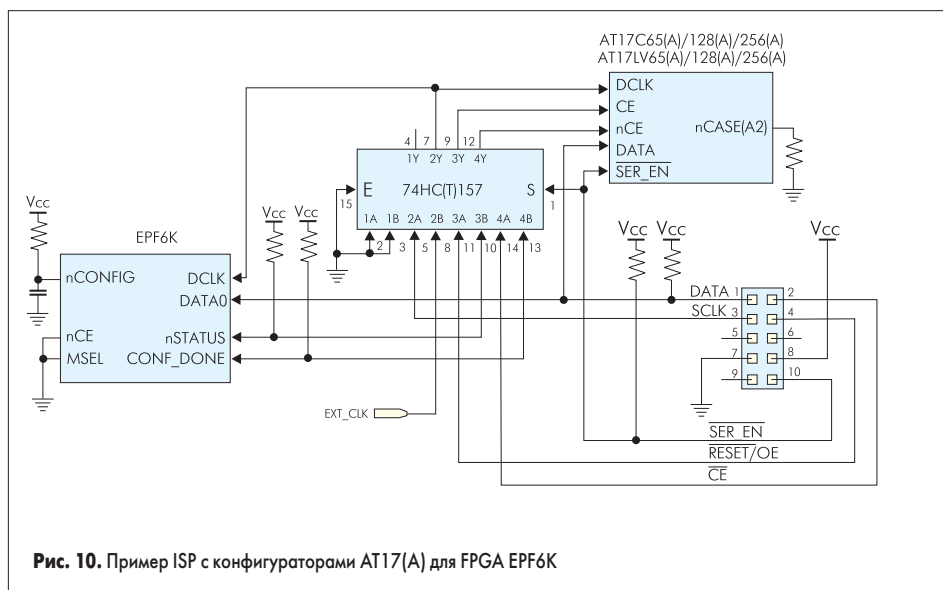 AT17C65(A)/128(A)/256(A)
AT17LV65(A)/128(A)/256(A)
DCLK
CE
nCE
DATA
SER_EN
nCASE(A2)
4 7 9 12
1Y 2Y 3Y 4Y
E 74HC(T)157 S
15 1
1A 1B 2A 2B 3A 3B 4A 4B
2 3 5 8 11 10 14 13
Vcc
Vcc Vcc
EPF6K
nCONFIG
DCLK
DATA0
nCE
nSTATUS
MSEL
CONF_DONE
Vcc Vcc Vcc
DATA 1 2
SCLK 3 4
5 6
7 8
9 10
EXT_CLK
SER_EN
RESET/OE
CE
Рис. 10. Пример ISP с конфигураторами AT17(A) для FPGA EPF6K